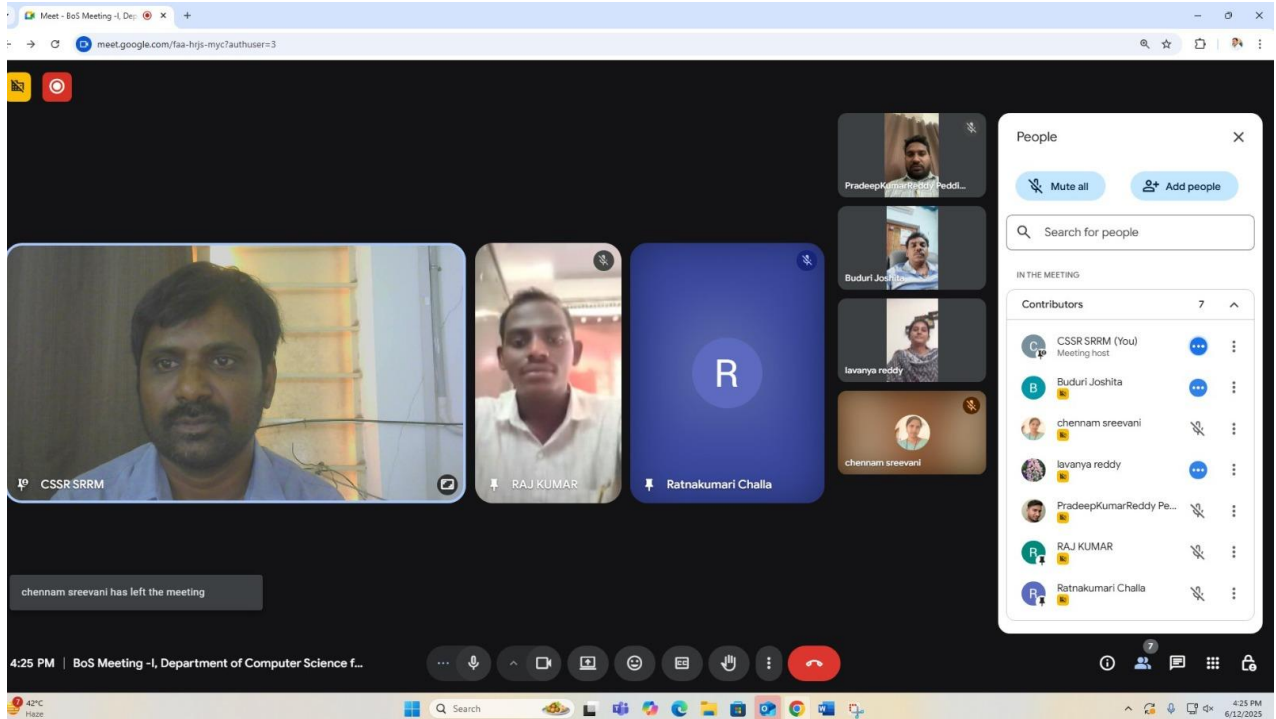 Meet - BoS Meeting -I, Dep
meet.google.com/faa-hrjs-myc?authuser=3
PradeepKumarReddy Peddi...
Buduri Joshita
lavanya reddy
chennam sreevani
CSSR SRRM
RAJ KUMAR
R
Ratnakumari Challa
chennam sreevani has left the meeting
People
Mute all
Add people
Search for people
IN THE MEETING
Contributors 7
C
CSSR SRRM (You)
Meeting host
B
Buduri Joshita
chennam sreevani
lavanya reddy
PradeepKumarReddy Pe...
R
RAJ KUMAR
R
Ratnakumari Challa
4:25 PM | BoS Meeting -I, Department of Computer Science f...
CC
7
7
42°C
Haze
Search
4:25 PM
6/12/2025